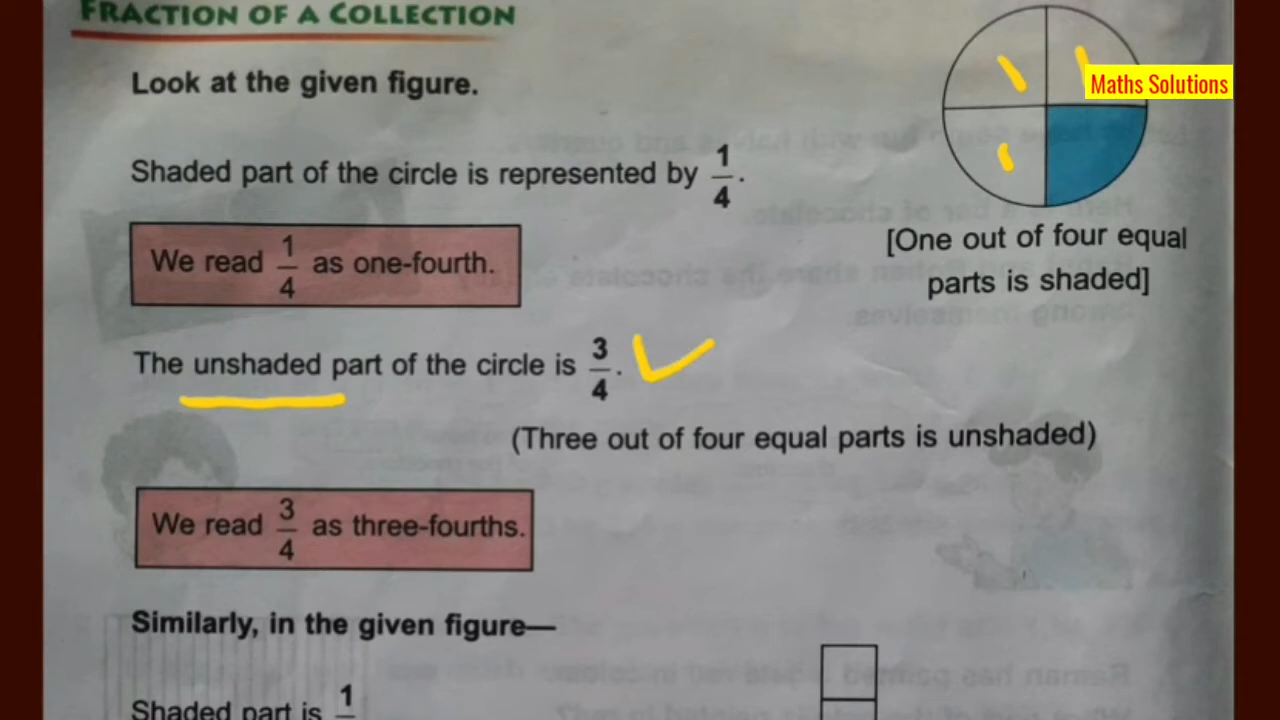 FRACTION OF A COLLECTION
Look at the given figure.
Maths Solutions
Shaded part of the circle is represented by 1/4.
We read 1/4 as one-fourth.
[One out of four equal
parts is shaded]
The unshaded part of the circle is 3/4.
(Three out of four equal parts is unshaded)
We read 3/4 as three-fourths.
Similarly, in the given figure—
Shaded part is 1